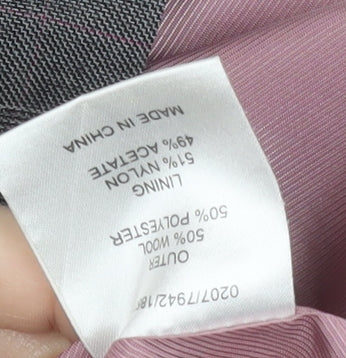 0207/7942/18
OUTER
50% WOOL
50% POLYESTER
LINING
51% NYLON
49% ACETATE
MADE IN CHINA